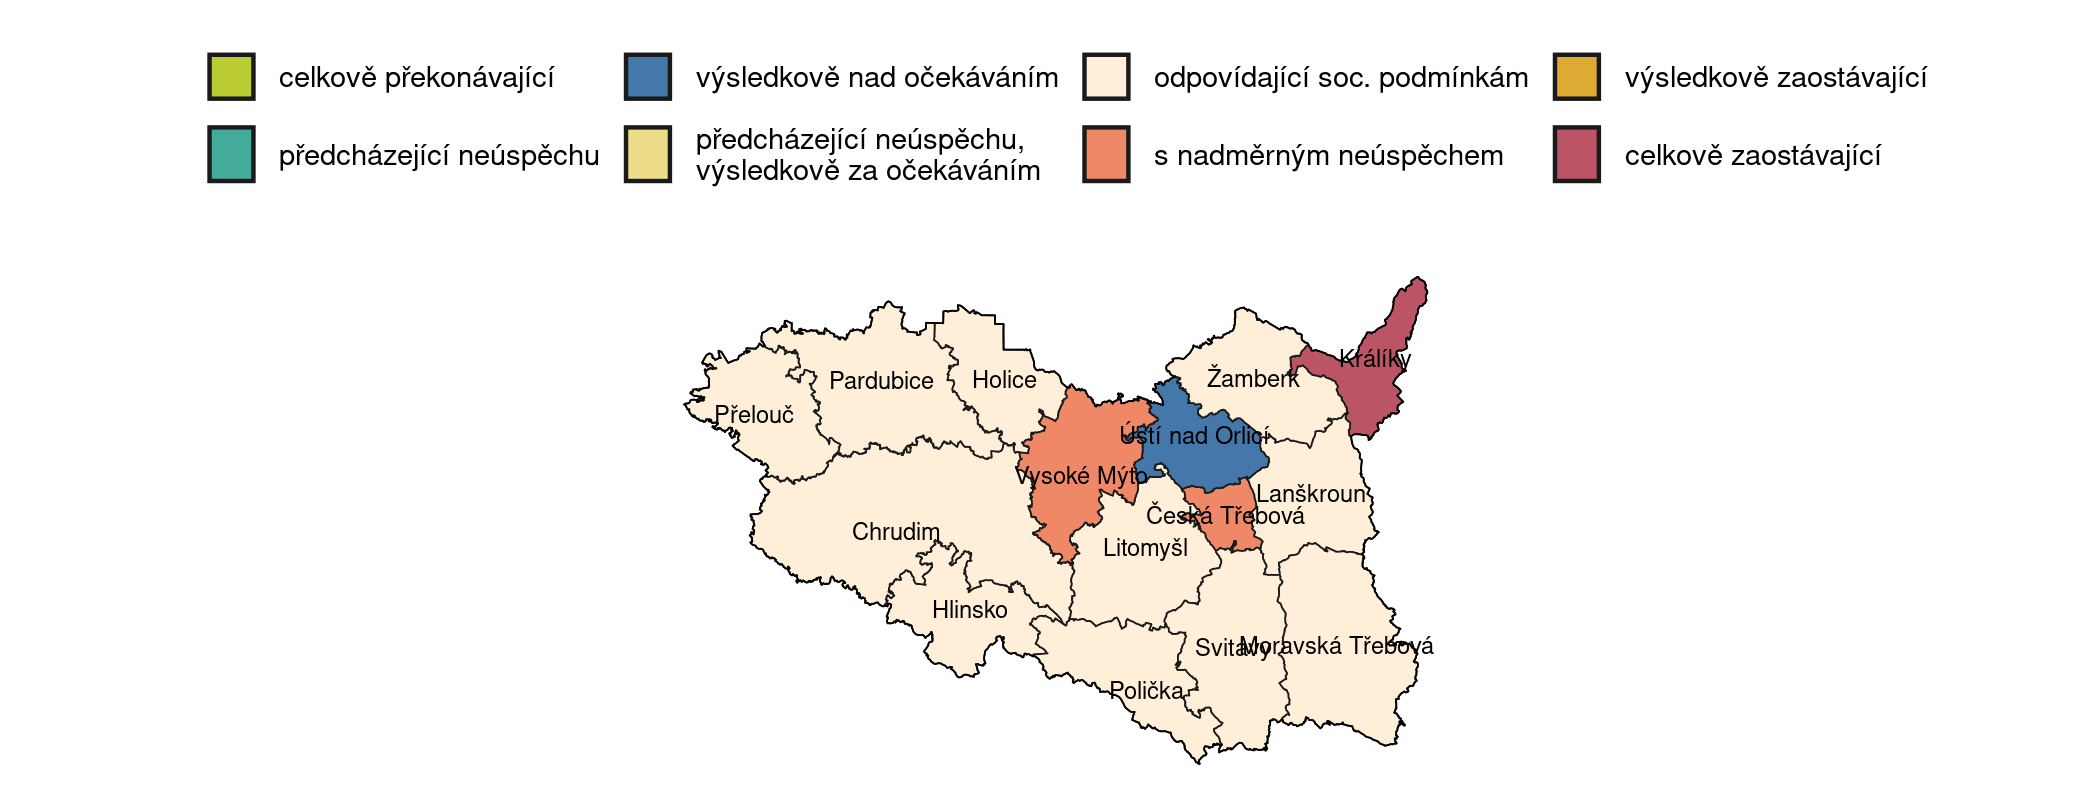 celkově překonávající
výsledkově nad očekáváním
odpovídající soc. podmínkám
výsledkově zaostávající
předcházející neúspěchu
předcházející neúspěchu,
výsledkově za očekáváním
s nadměrným neúspěchem
celkově zaostávající
Králíky
Pardubice
Holice
Žamberk
Přelouč
Ústí nad Orlicí
Vysoké Mýto
Lanškroun
Česká Třebová
Chrudim
Litomyšl
Hlinsko
Svitavy
Moravská Třebová
Polička